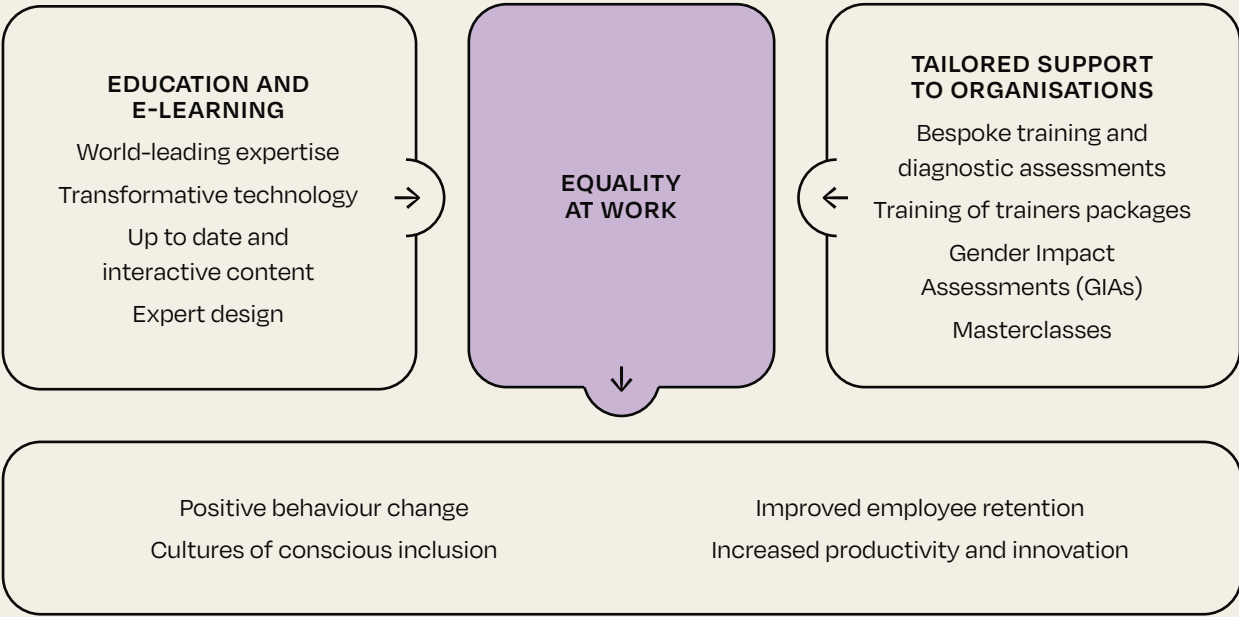 EDUCATION AND
E-LEARNING
World-leading expertise
Transformative technology
Up to date and
interactive content
Expert design
EQUALITY
AT WORK
TAILORED SUPPORT
TO ORGANISATIONS
Bespoke training and
diagnostic assessments
Training of trainers packages
Gender Impact
Assessments (GIAs)
Masterclasses
Positive behaviour change
Cultures of conscious inclusion
Improved employee retention
Increased productivity and innovation